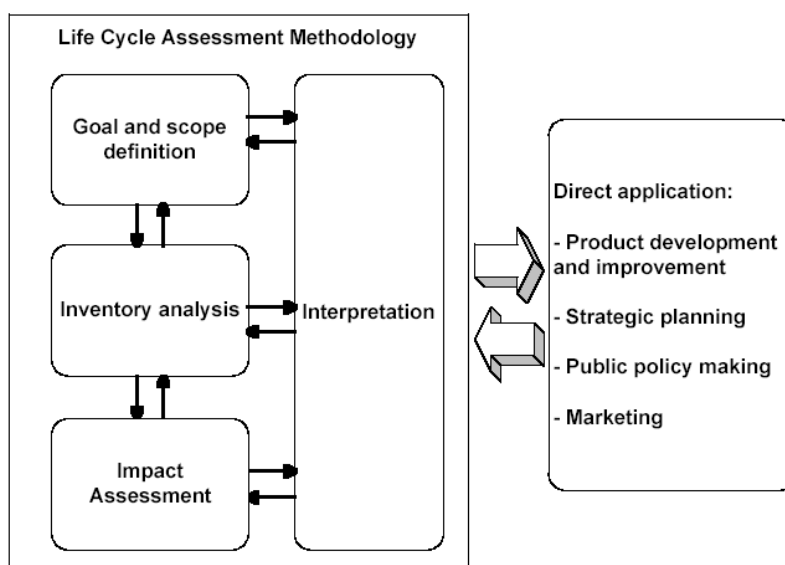 Life Cycle Assessment Methodology
Goal and scope
definition
Inventory analysis
Impact
Assessment
Interpretation
Direct application:
- Product development
and improvement
- Strategic planning
- Public policy making
- Marketing